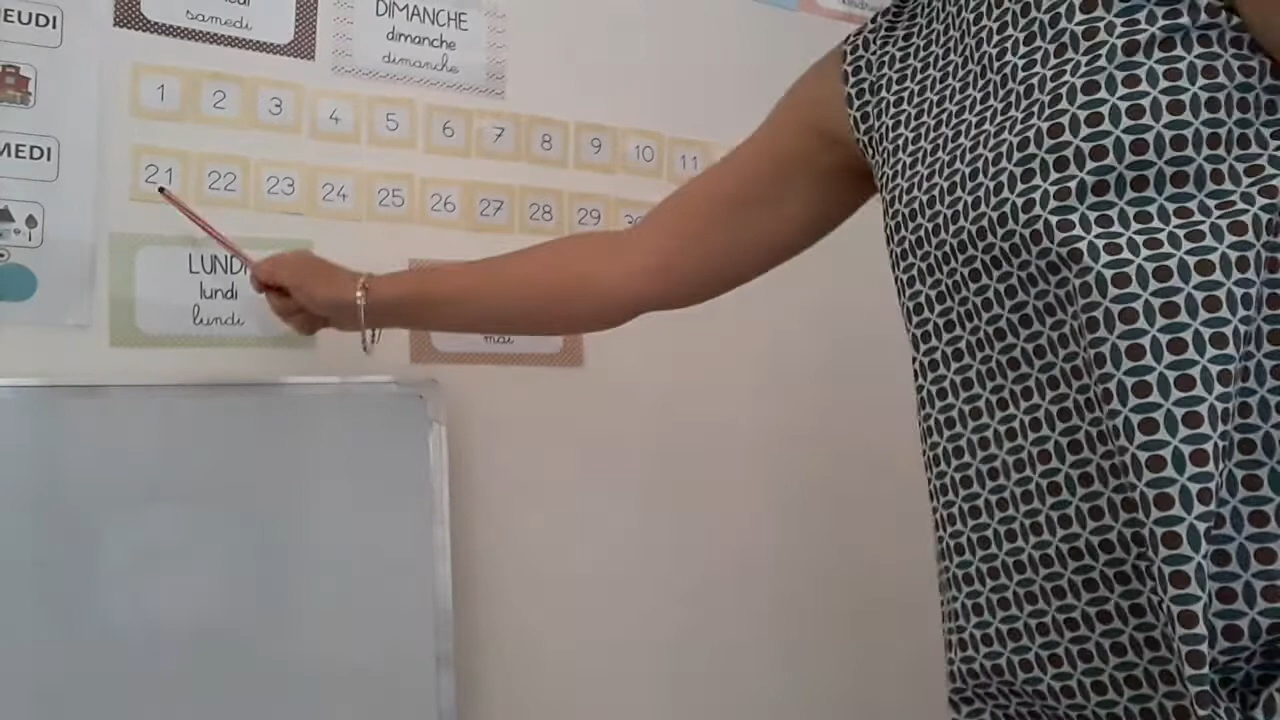 JEUDI
MEDI
samedi
DIMANCHE
dimanche
dimanche
1 2 3 4 5 6 7 8 9 10 11
21 22 23 24 25 26 27 28 29
LUNDI
lundi
lundi
mai